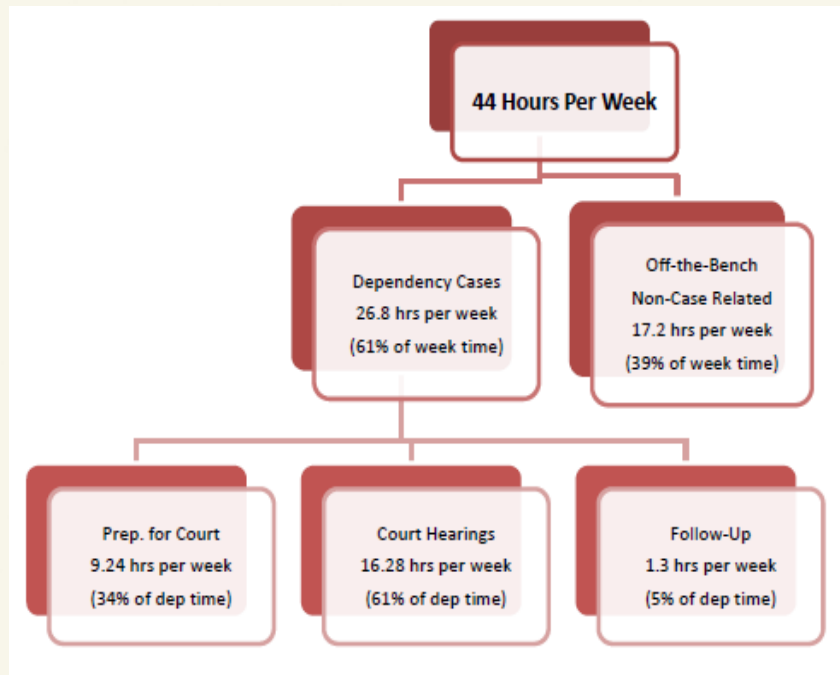 44 Hours Per Week
Dependency Cases
26.8 hrs per week
(61% of week time)
Off-the-Bench
Non-Case Related
17.2 hrs per week
(39% of week time)
Prep. for Court
9.24 hrs per week
(34% of dep time)
Court Hearings
16.28 hrs per week
(61% of dep time)
Follow-Up
1.3 hrs per week
(5% of dep time)